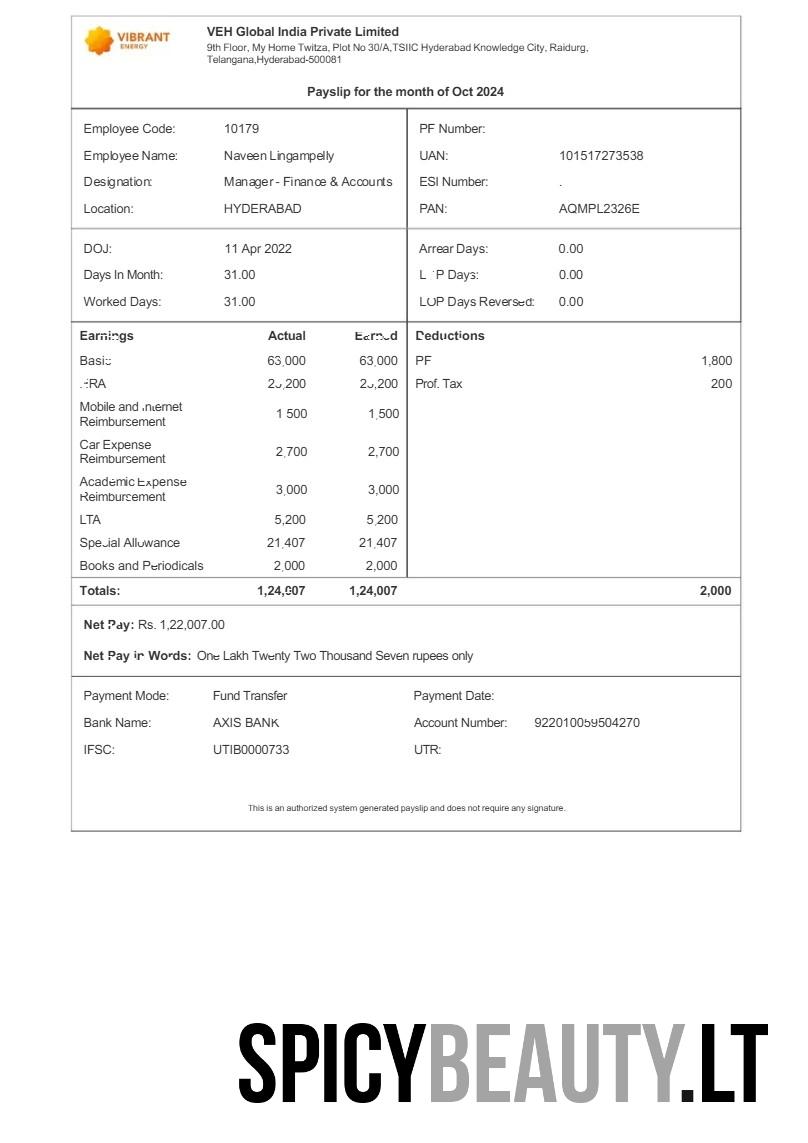 VIBRANT
ENERGY
VEH Global India Private Limited
9th Floor, My Home Twitza, Plot No 30/A,TSIIC Hyderabad Knowledge City, Raidurg,
Telangana,Hyderabad-500081
Payslip for the month of Oct 2024
Employee Code: 10179 PF Number:
Employee Name: Naveen Lingampelly UAN: 101517273538
Designation: Manager - Finance & Accounts ESI Number: .
Location: HYDERABAD PAN: AQMPL2326E
DOJ: 11 Apr 2022 Arrear Days: 0.00
Days In Month: 31.00 L P Days: 0.00
Worked Days: 31.00 LOP Days Reversed: 0.00
Earnings Actual Earned Deductions
Basic 63,000 63,000 PF 1,800
Prof. Tax 200
Mobile and Internet
Reimbursement 1 500 1,500
Car Expense
Reimbursement 2,700 2,700
Academic Expense
Reimbursement 3,000 3,000
LTA 5,200 5,200
Special Allowance 21,407 21,407
Books and Periodicals 2,000 2,000
Totals: 1,24,007 1,24,007 2,000
Net Pay: Rs. 1,22,007.00
Net Pay in Words: One Lakh Twenty Two Thousand Seven rupees only
Payment Mode: Fund Transfer Payment Date:
Bank Name: AXIS BANK Account Number: 922010059504270
IFSC: UTIB0000733 UTR:
This is an authorized system generated payslip and does not require any signature.
SPICYBEAUTY.LT